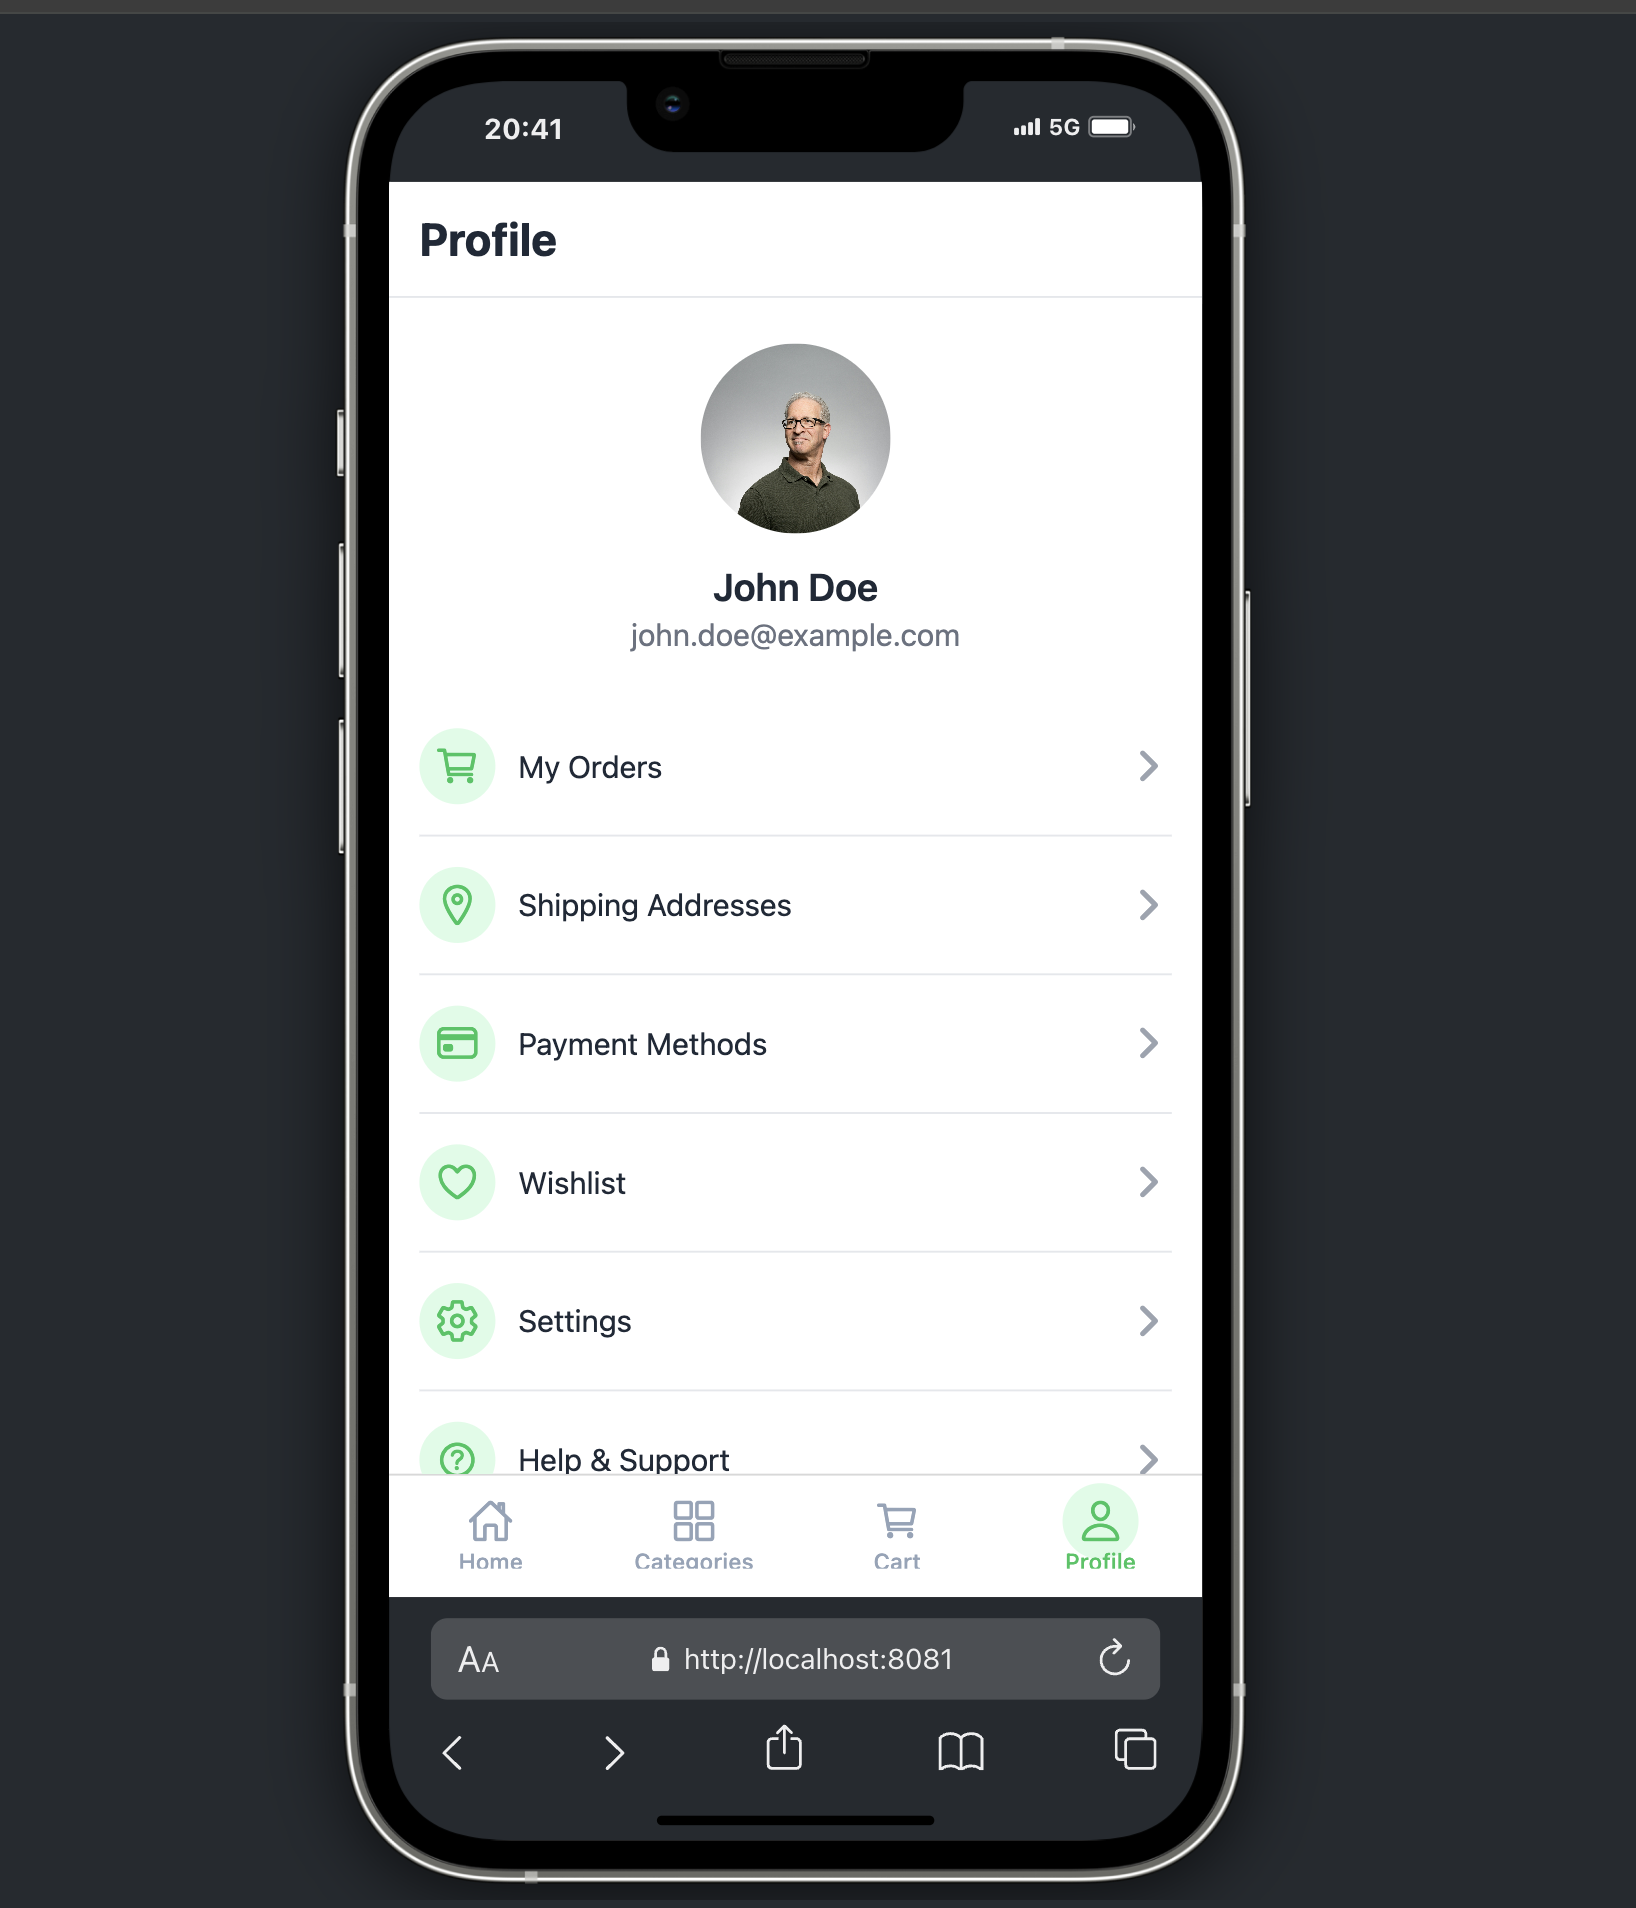 20:41
5G
Profile
John Doe
john.doe@example.com
My Orders
Shipping Addresses
Payment Methods
Wishlist
Settings
Help & Support
Home Categories Cart Profile
AA http://localhost:8081